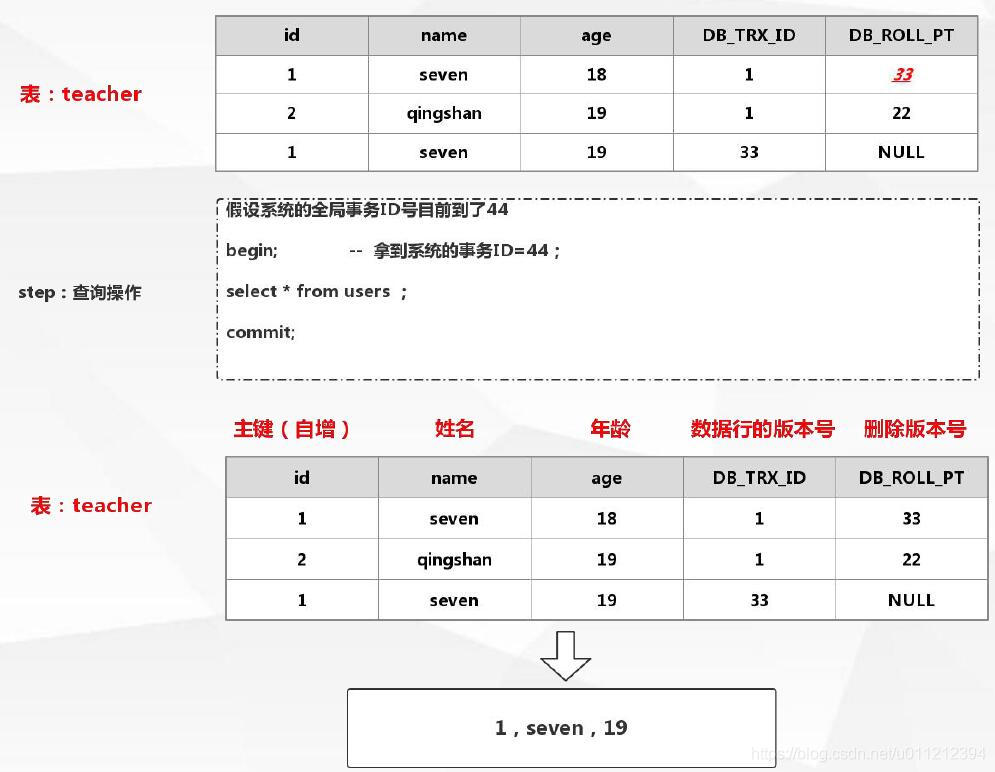 id name age DB_TRX_ID DB_ROLL_PT
1 seven 18 1 33
表：teacher
2 qingshan 19 1 22
1 seven 19 33 NULL
假设系统的全局事务ID号目前到了44
begin; -- 拿到系统的事务ID=44；
step：查询操作
select * from users ；
commit;
主键（自增） 姓名 年龄 数据行的版本号 删除版本号
id name age DB_TRX_ID DB_ROLL_PT
表：teacher
1 seven 18 1 33
2 qingshan 19 1 22
1 seven 19 33 NULL
1，seven，19
https://blog.csdn.net/u011212394